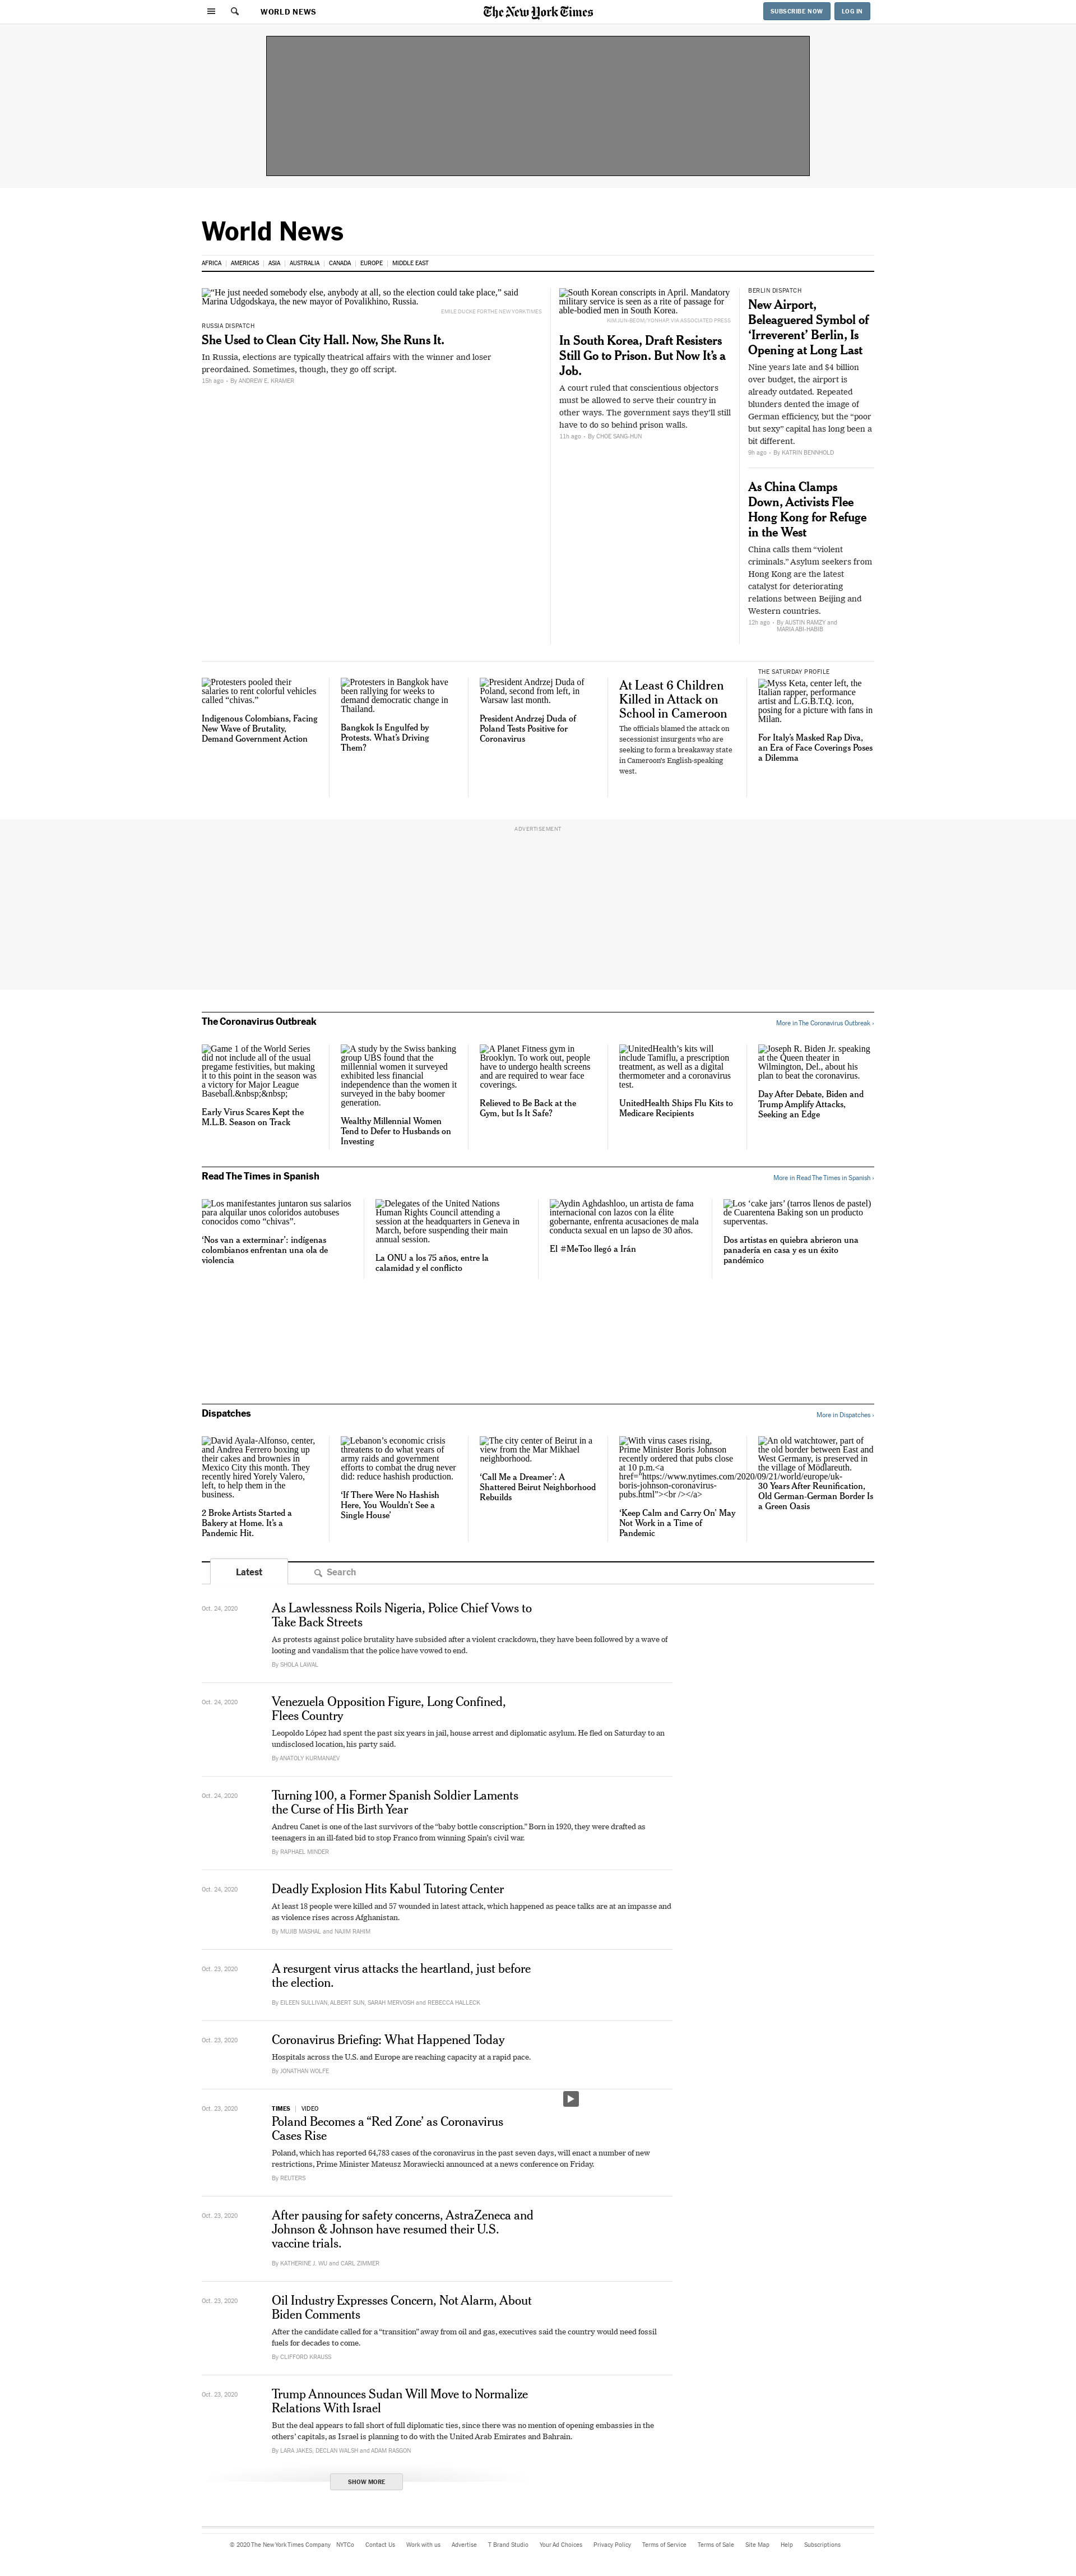 WORLD NEWS
The New York Times
SUBSCRIBE NOW
LOG IN
World News
AFRICA
AMERICAS
ASIA
AUSTRALIA
CANADA
EUROPE
MIDDLE EAST
“He just needed somebody else, anybody at all, so the election could take place,” said
Marina Udgodskaya, the new mayor of Povalikhino, Russia.
EMILE DUCKE FOR THE NEW YORK TIMES
RUSSIA DISPATCH
She Used to Clean City Hall. Now, She Runs It.
In Russia, elections are typically theatrical affairs with the winner and loser
preordained. Sometimes, though, they go off script.
15h ago • By ANDREW E. KRAMER
South Korean conscripts in April. Mandatory
military service is seen as a rite of passage for
able-bodied men in South Korea.
KIM JUN-BEOM/YONHAP, VIA ASSOCIATED PRESS
In South Korea, Draft Resisters
Still Go to Prison. But Now It’s a
Job.
A court ruled that conscientious objectors
must be allowed to serve their country in
other ways. The government says they’ll still
have to do so behind prison walls.
11h ago • By CHOE SANG-HUN
BERLIN DISPATCH
New Airport,
Beleaguered Symbol of
‘Irreverent’ Berlin, Is
Opening at Long Last
Nine years late and $4 billion
over budget, the airport is
already outdated. Repeated
blunders dented the image of
German efficiency, but the “poor
but sexy” capital has long been a
bit different.
9h ago • By KATRIN BENNHOLD
As China Clamps
Down, Activists Flee
Hong Kong for Refuge
in the West
China calls them “violent
criminals.” Asylum seekers from
Hong Kong are the latest
catalyst for deteriorating
relations between Beijing and
Western countries.
12h ago • By AUSTIN RAMZY and
MARIA ABI-HABIB
Protesters pooled their
salaries to rent colorful vehicles
called “chivas.”
Indigenous Colombians, Facing
New Wave of Brutality,
Demand Government Action
Protesters in Bangkok have
been rallying for weeks to
demand democratic change in
Thailand.
Bangkok Is Engulfed by
Protests. What’s Driving
Them?
President Andrzej Duda of
Poland, second from left, in
Warsaw last month.
President Andrzej Duda of
Poland Tests Positive for
Coronavirus
At Least 6 Children
Killed in Attack on
School in Cameroon
The officials blamed the attack on
secessionist insurgents who are
seeking to form a breakaway state
in Cameroon’s English-speaking
west.
THE SATURDAY PROFILE
Myss Keta, center left, the
Italian rapper, performance
artist and L.G.B.T.Q. icon,
posing for a picture with fans in
Milan.
For Italy’s Masked Rap Diva,
an Era of Face Coverings Poses
a Dilemma
ADVERTISEMENT
The Coronavirus Outbreak
More in The Coronavirus Outbreak ›
Game 1 of the World Series
did not include all of the usual
pregame festivities, but making
it to this point in the season was
a victory for Major League
Baseball.&nbsp;&nbsp;
Early Virus Scares Kept the
M.L.B. Season on Track
A study by the Swiss banking
group UBS found that the
millennial women it surveyed
exhibited less financial
independence than the women it
surveyed in the baby boomer
generation.
Wealthy Millennial Women
Tend to Defer to Husbands on
Investing
A Planet Fitness gym in
Brooklyn. To work out, people
have to undergo health screens
and are required to wear face
coverings.
Relieved to Be Back at the
Gym, but Is It Safe?
UnitedHealth’s kits will
include Tamiflu, a prescription
treatment, as well as a digital
thermometer and a coronavirus
test.
UnitedHealth Ships Flu Kits to
Medicare Recipients
Joseph R. Biden Jr. speaking
at the Queen theater in
Wilmington, Del., about his
plan to beat the coronavirus.
Day After Debate, Biden and
Trump Amplify Attacks,
Seeking an Edge
Read The Times in Spanish
More in Read The Times in Spanish ›
Los manifestantes juntaron sus salarios
para alquilar unos coloridos autobuses
conocidos como “chivas”.
‘Nos van a exterminar’: indígenas
colombianos enfrentan una ola de
violencia
Delegates of the United Nations
Human Rights Council attending a
session at the headquarters in Geneva in
March, before suspending their main
annual session.
La ONU a los 75 años, entre la
calamidad y el conflicto
Aydin Aghdashloo, un artista de fama
internacional con lazos con la élite
gobernante, enfrenta acusaciones de mala
conducta sexual en un lapso de 30 años.
El #MeToo llegó a Irán
Los ‘cake jars’ (tarros llenos de pastel)
de Cuarentena Baking son un producto
superventas.
Dos artistas en quiebra abrieron una
panadería en casa y es un éxito
pandémico
Dispatches
More in Dispatches ›
David Ayala-Alfonso, center,
and Andrea Ferrero boxing up
their cakes and brownies in
Mexico City this month. They
recently hired Yorely Valero,
left, to help them in the
business.
2 Broke Artists Started a
Bakery at Home. It’s a
Pandemic Hit.
Lebanon’s economic crisis
threatens to do what years of
army raids and government
efforts to combat the drug never
did: reduce hashish production.
‘If There Were No Hashish
Here, You Wouldn’t See a
Single House’
The city center of Beirut in a
view from the Mar Mikhael
neighborhood.
‘Call Me a Dreamer’: A
Shattered Beirut Neighborhood
Rebuilds
With virus cases rising,
Prime Minister Boris Johnson
recently ordered that pubs close
at 10 p.m.<a
href="https://www.nytimes.com/2020/09/21/world/europe/uk-
boris-johnson-coronavirus-
pubs.html"><br /></a>
‘Keep Calm and Carry On’ May
Not Work in a Time of
Pandemic
An old watchtower, part of
the old border between East and
West Germany, is preserved in
the village of Mödlareuth.
30 Years After Reunification,
Old German-German Border Is
a Green Oasis
Latest
Search
Oct. 24, 2020
As Lawlessness Roils Nigeria, Police Chief Vows to
Take Back Streets
As protests against police brutality have subsided after a violent crackdown, they have been followed by a wave of
looting and vandalism that the police have vowed to end.
By SHOLA LAWAL
Oct. 24, 2020
Venezuela Opposition Figure, Long Confined,
Flees Country
Leopoldo López had spent the past six years in jail, house arrest and diplomatic asylum. He fled on Saturday to an
undisclosed location, his party said.
By ANATOLY KURMANAEV
Oct. 24, 2020
Turning 100, a Former Spanish Soldier Laments
the Curse of His Birth Year
Andreu Canet is one of the last survivors of the “baby bottle conscription.” Born in 1920, they were drafted as
teenagers in an ill-fated bid to stop Franco from winning Spain’s civil war.
By RAPHAEL MINDER
Oct. 24, 2020
Deadly Explosion Hits Kabul Tutoring Center
At least 18 people were killed and 57 wounded in latest attack, which happened as peace talks are at an impasse and
as violence rises across Afghanistan.
By MUJIB MASHAL and NAJIM RAHIM
Oct. 23, 2020
A resurgent virus attacks the heartland, just before
the election.
By EILEEN SULLIVAN, ALBERT SUN, SARAH MERVOSH and REBECCA HALLECK
Oct. 23, 2020
Coronavirus Briefing: What Happened Today
Hospitals across the U.S. and Europe are reaching capacity at a rapid pace.
By JONATHAN WOLFE
Oct. 23, 2020
TIMES | VIDEO
Poland Becomes a “Red Zone’ as Coronavirus
Cases Rise
Poland, which has reported 64,783 cases of the coronavirus in the past seven days, will enact a number of new
restrictions, Prime Minister Mateusz Morawiecki announced at a news conference on Friday.
By REUTERS
Oct. 23, 2020
After pausing for safety concerns, AstraZeneca and
Johnson & Johnson have resumed their U.S.
vaccine trials.
By KATHERINE J. WU and CARL ZIMMER
Oct. 23, 2020
Oil Industry Expresses Concern, Not Alarm, About
Biden Comments
After the candidate called for a “transition” away from oil and gas, executives said the country would need fossil
fuels for decades to come.
By CLIFFORD KRAUSS
Oct. 23, 2020
Trump Announces Sudan Will Move to Normalize
Relations With Israel
But the deal appears to fall short of full diplomatic ties, since there was no mention of opening embassies in the
others’ capitals, as Israel is planning to do with the United Arab Emirates and Bahrain.
By LARA JAKES, DECLAN WALSH and ADAM RASGON
SHOW MORE
© 2020 The New York Times Company NYTCo Contact Us Work with us Advertise T Brand Studio Your Ad Choices Privacy Policy Terms of Service Terms of Sale Site Map Help Subscriptions